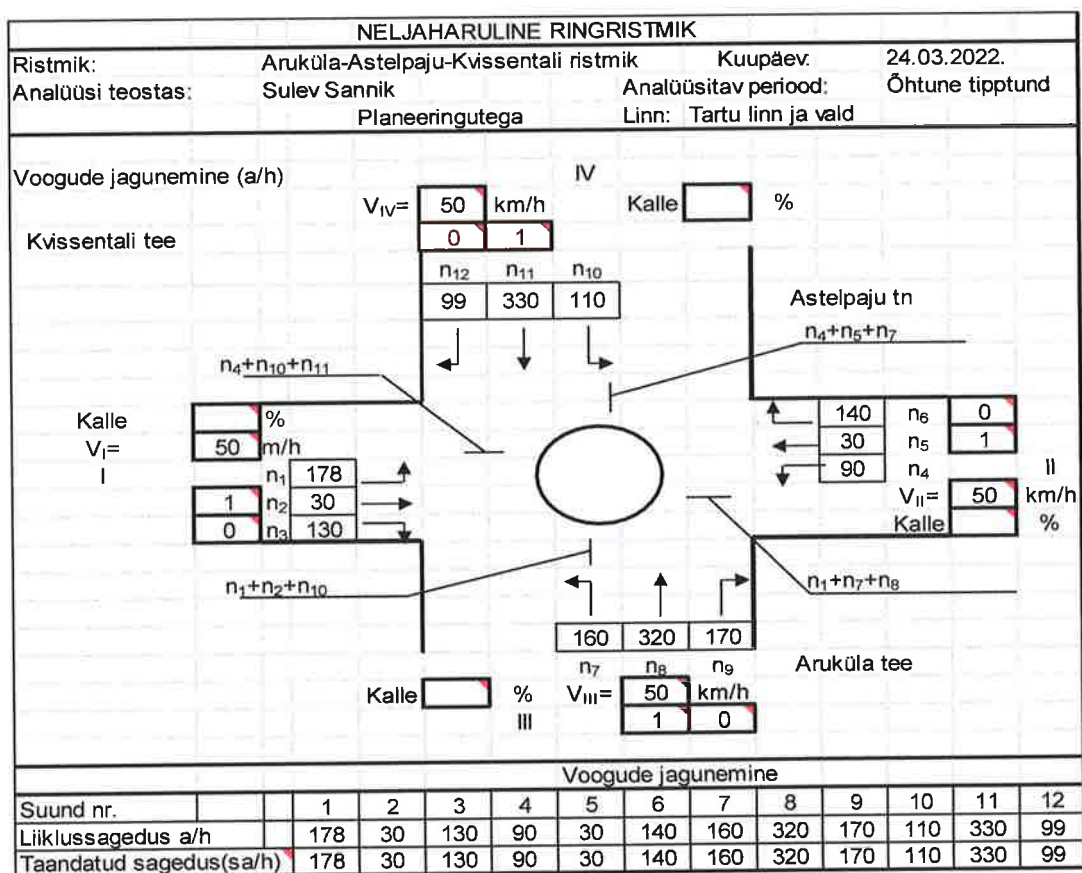 NELJAHARULINE RINGRISTMIK
Ristmik: Aruküla-Astelpaju-Kvissentali ristmik Kuupäev: 24.03.2022.
Analüüsi teostas: Sulev Sannik Analüüsitav periood: Õhtune tipptund
Planeeringutega Linn: Tartu linn ja vald
Voogude jagunemine (a/h) IV
V_IV= 50 km/h Kalle %
Kvissentali tee 0 1
n12 n11 n10
99 330 110 Astelpaju tn
n4+n5+n7
n4+n10+n11
Kalle % 140 n6 0
V_I= 50 m/h 30 n5 1
I n1 178 90 n4 II
1 n2 30 V_II= 50 km/h
0 n3 130 Kalle %
n1+n2+n10 n1+n7+n8
160 320 170
n7 n8 n9 Aruküla tee
Kalle % V_III= 50 km/h
III 1 0
Voogude jagunemine
Suund nr. 1 2 3 4 5 6 7 8 9 10 11 12
Liiklussagedus a/h 178 30 130 90 30 140 160 320 170 110 330 99
Taandatud sagedus(sa/h) 178 30 130 90 30 140 160 320 170 110 330 99